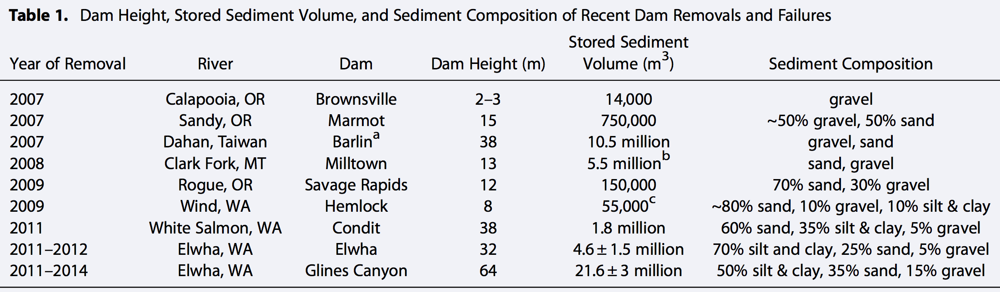 Table 1. Dam Height, Stored Sediment Volume, and Sediment Composition of Recent Dam Removals and Failures
Stored Sediment
Year of Removal River Dam Dam Height (m) Volume (m³) Sediment Composition
2007 Calapooia, OR Brownsville 2–3 14,000 gravel
2007 Sandy, OR Marmot 15 750,000 ~50% gravel, 50% sand
2007 Dahan, Taiwan Barlinᵃ 38 10.5 million gravel, sand
2008 Clark Fork, MT Milltown 13 5.5 millionᵇ sand, gravel
2009 Rogue, OR Savage Rapids 12 150,000 70% sand, 30% gravel
2009 Wind, WA Hemlock 8 55,000ᶜ ~80% sand, 10% gravel, 10% silt & clay
2011 White Salmon, WA Condit 38 1.8 million 60% sand, 35% silt & clay, 5% gravel
2011–2012 Elwha, WA Elwha 32 4.6 ± 1.5 million 70% silt and clay, 25% sand, 5% gravel
2011–2014 Elwha, WA Glines Canyon 64 21.6 ± 3 million 50% silt & clay, 35% sand, 15% gravel